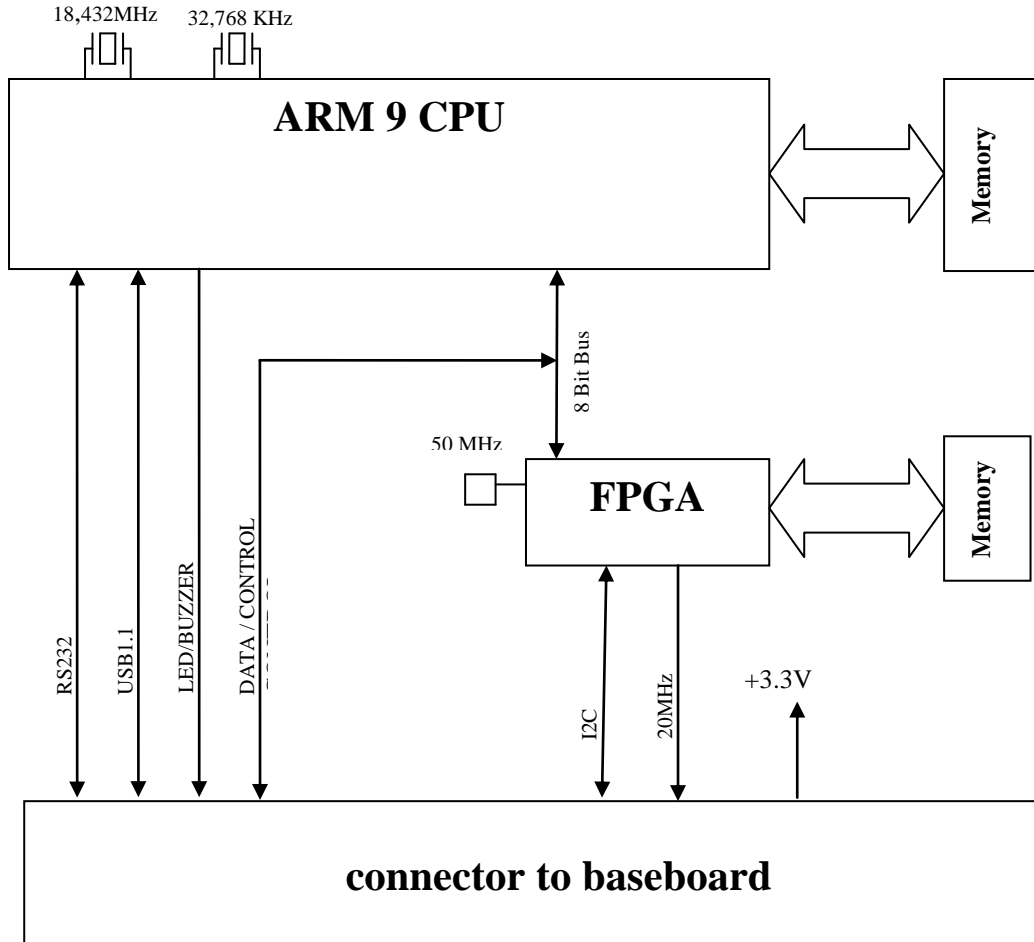 18,432MHz
32,768 KHz
ARM 9 CPU
Memory
8 Bit Bus
50 MHz
FPGA
Memory
RS232
USB1.1
LED/BUZZER
DATA / CONTROL
I2C
20MHz
+3.3V
connector to baseboard